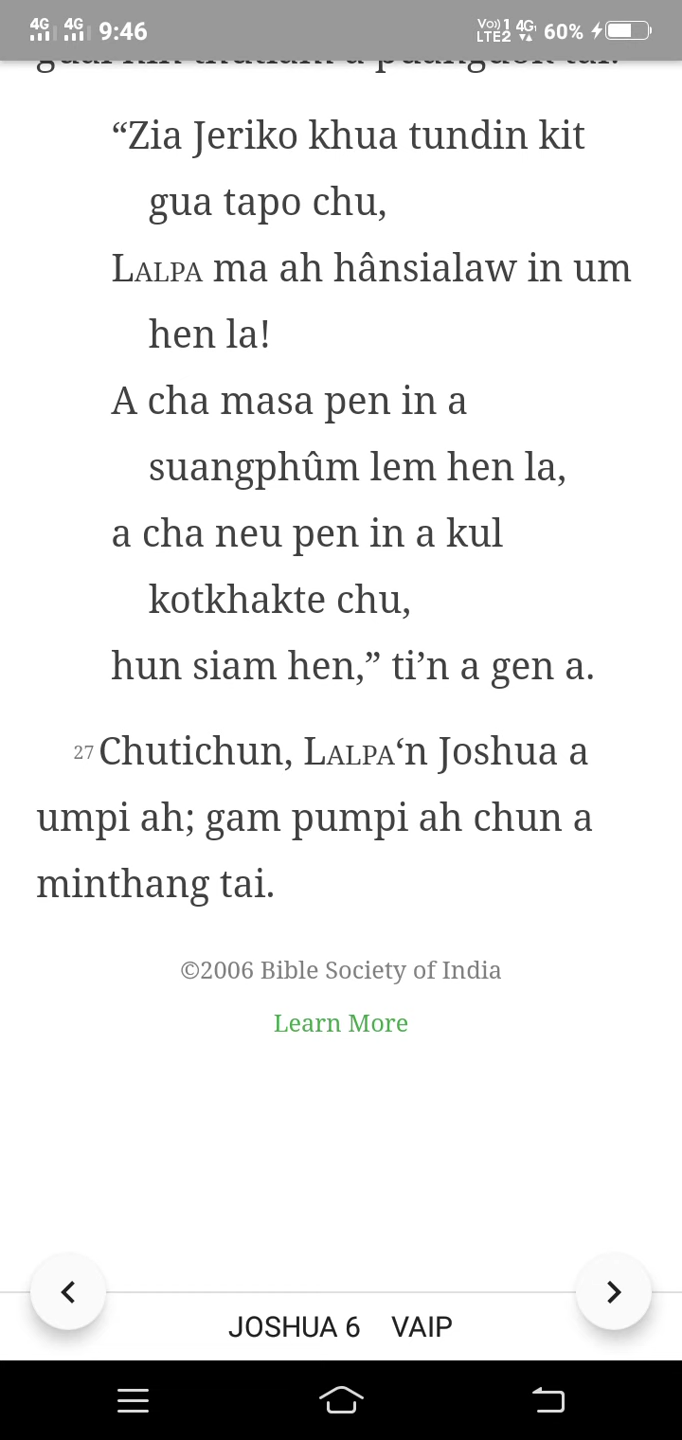 4G 4G 9:46 Vo)) 1 4G LTE2 60%
“Zia Jeriko khua tundin kit
gua tapo chu,
LALPA ma ah hânsialaw in um
hen la!
A cha masa pen in a
suangphûm lem hen la,
a cha neu pen in a kul
kotkhakte chu,
hun siam hen,” ti’n a gen a.
27 Chutichun, LALPA‘n Joshua a
umpi ah; gam pumpi ah chun a
minthang tai.
©2006 Bible Society of India
Learn More
JOSHUA 6 VAIP